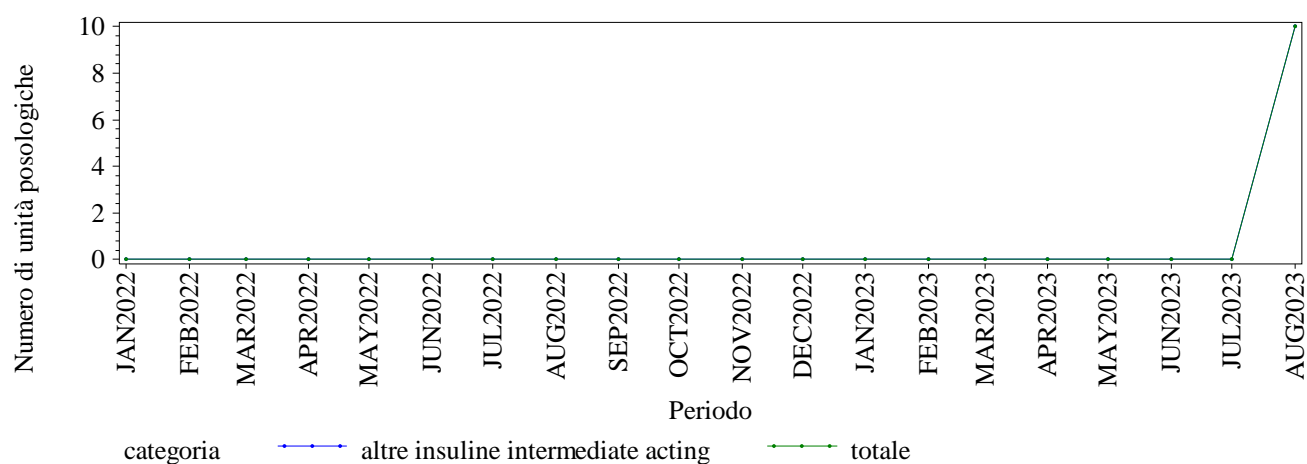 Numero di unità posologiche
10
8
6
4
2
0
JAN2022
FEB2022
MAR2022
APR2022
MAY2022
JUN2022
JUL2022
AUG2022
SEP2022
OCT2022
NOV2022
DEC2022
JAN2023
FEB2023
MAR2023
APR2023
MAY2023
JUN2023
JUL2023
AUG2023
Periodo
categoria altre insuline intermediate acting totale